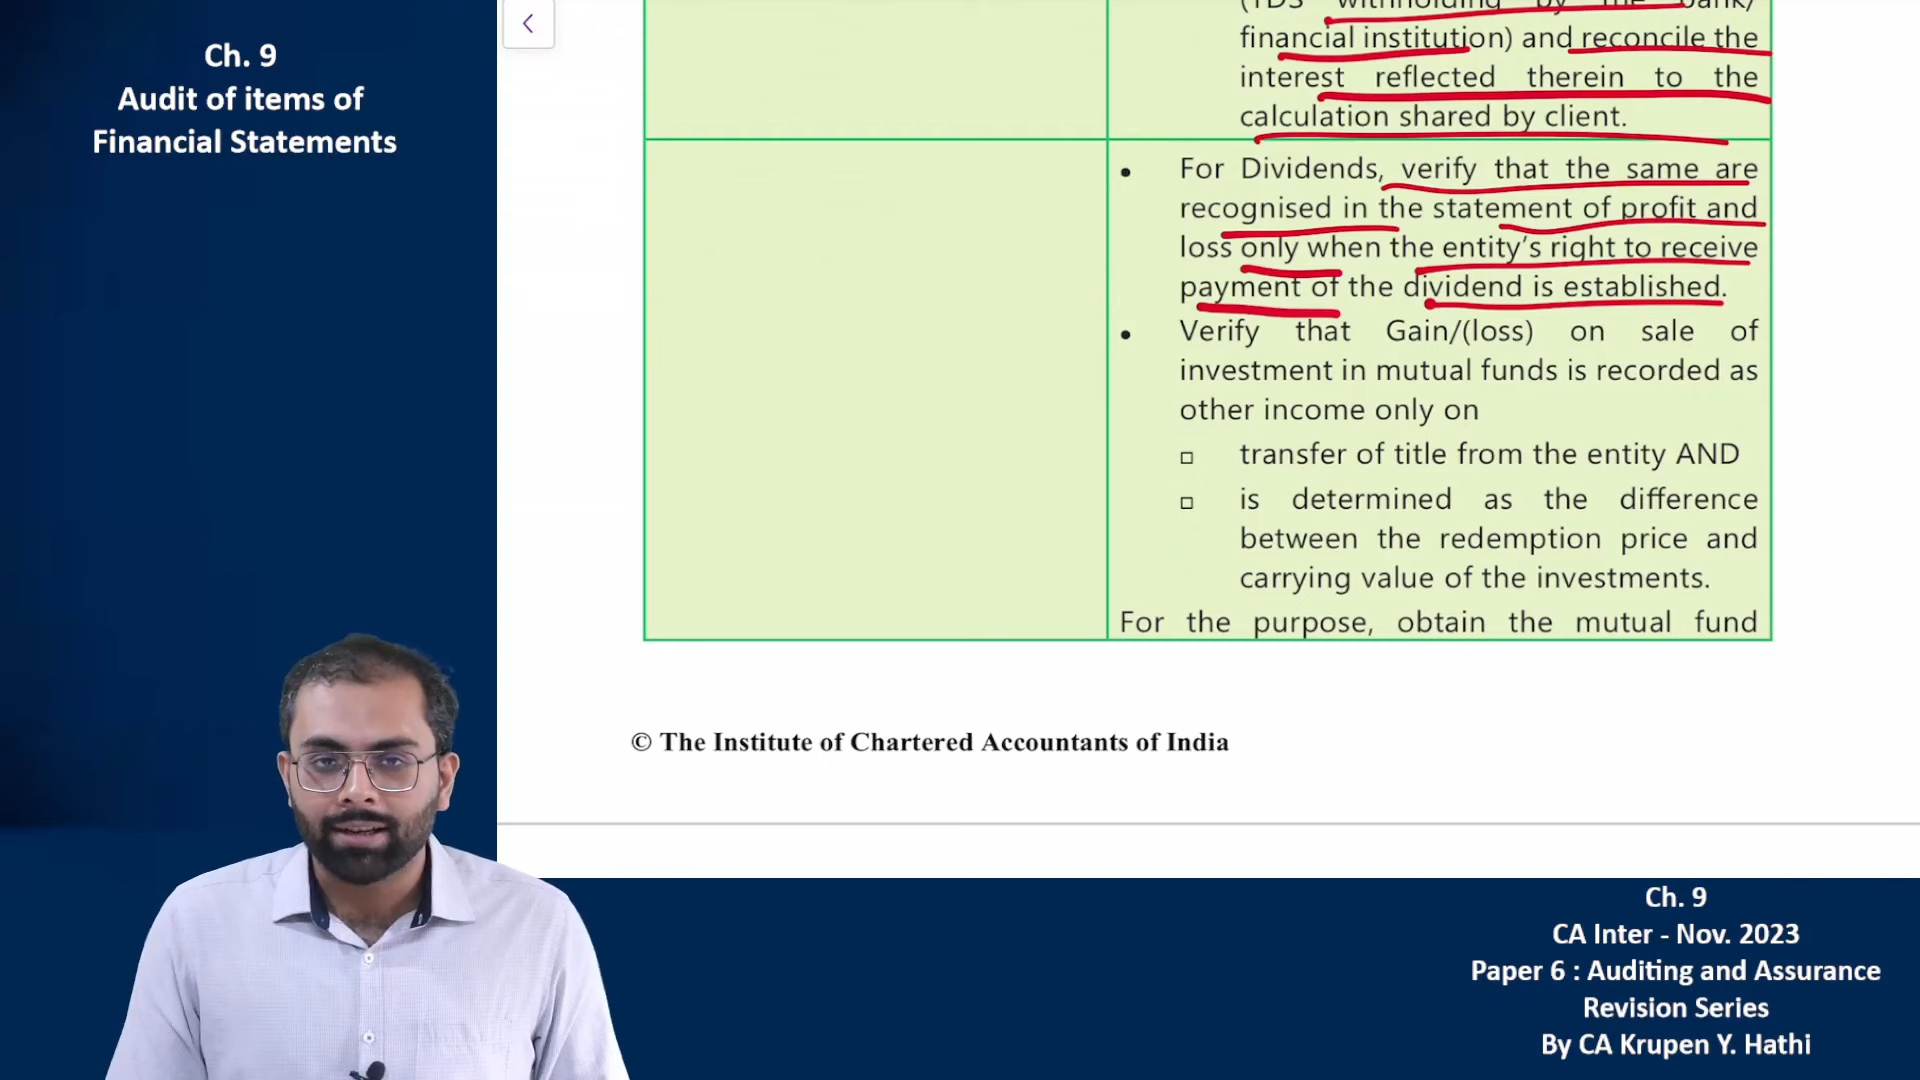 Ch. 9
Audit of items of
Financial Statements
(TDS withholding by the bank/
financial institution) and reconcile the
interest reflected therein to the
calculation shared by client.
• For Dividends, verify that the same are
recognised in the statement of profit and
loss only when the entity's right to receive
payment of the dividend is established.
• Verify that Gain/(loss) on sale of
investment in mutual funds is recorded as
other income only on
□ transfer of title from the entity AND
□ is determined as the difference
between the redemption price and
carrying value of the investments.
For the purpose, obtain the mutual fund
© The Institute of Chartered Accountants of India
Ch. 9
CA Inter - Nov. 2023
Paper 6 : Auditing and Assurance
Revision Series
By CA Krupen Y. Hathi